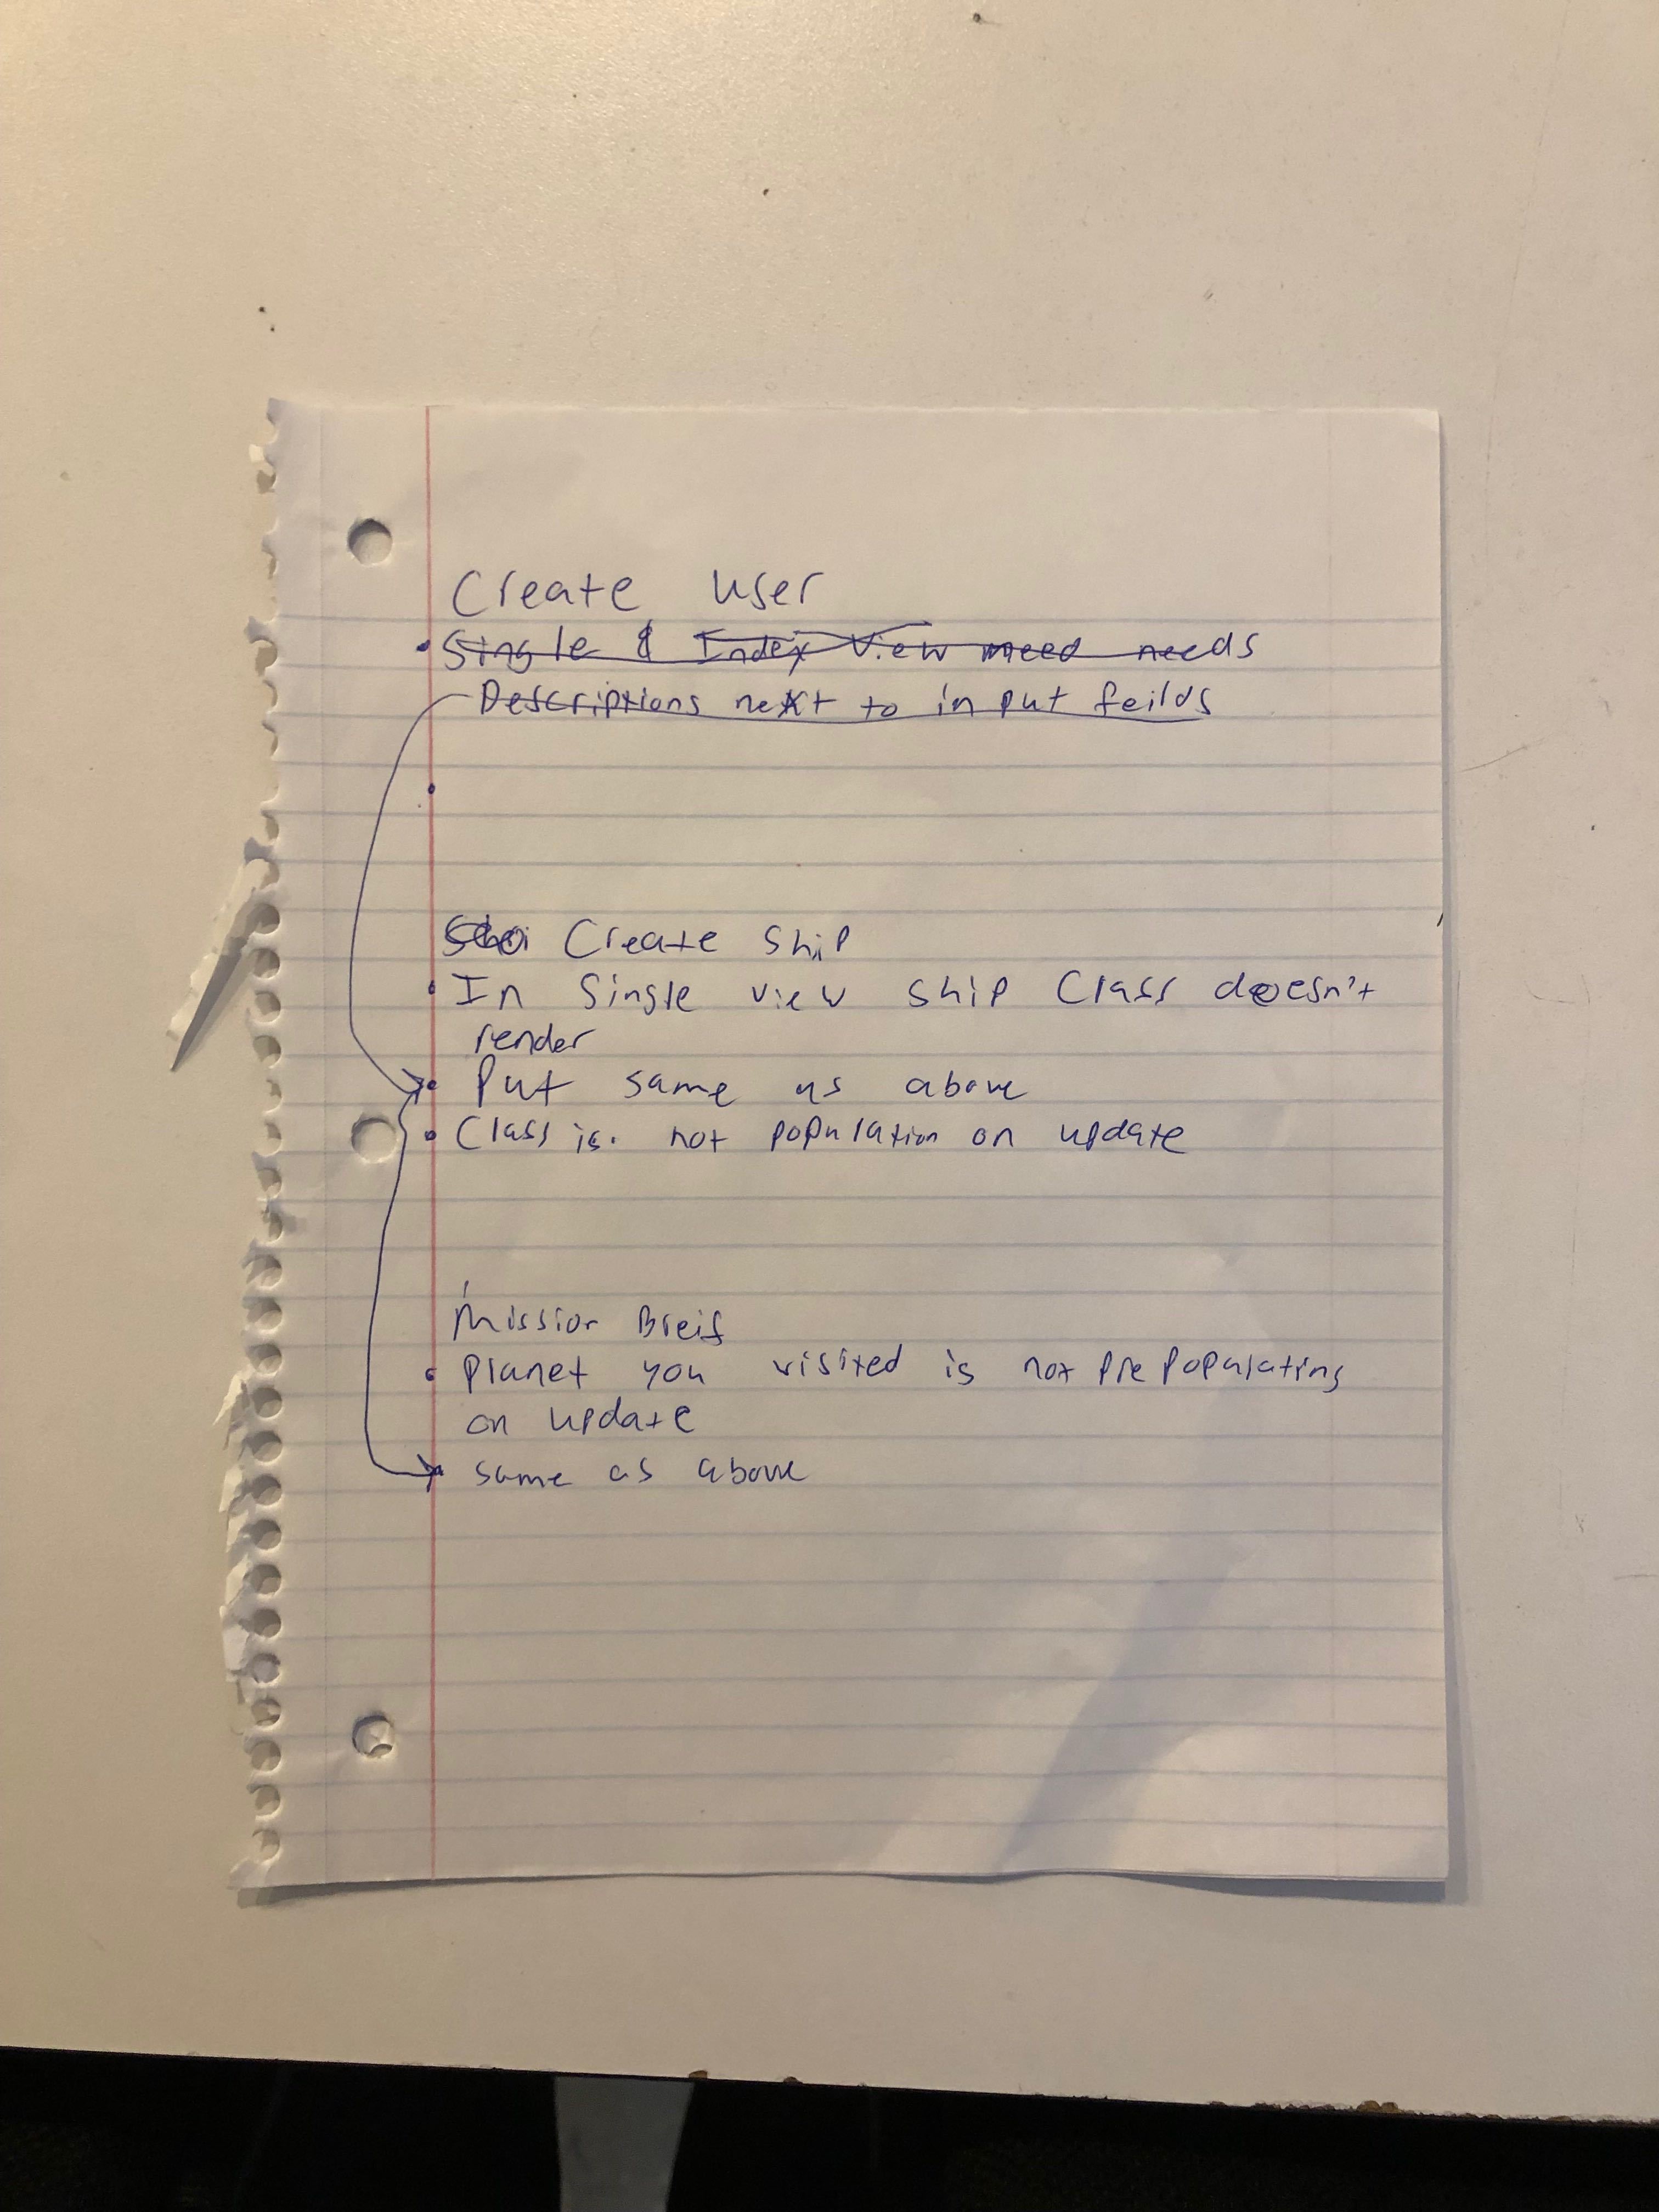 Create User
Single & Index View need needs
Descriptions next to input feilds
Create Ship
In Single view ship Class doesn't
render
Put same as above
Class is. not population on update
Mission Breif
Planet you visited is not pre populating
on update
same as above